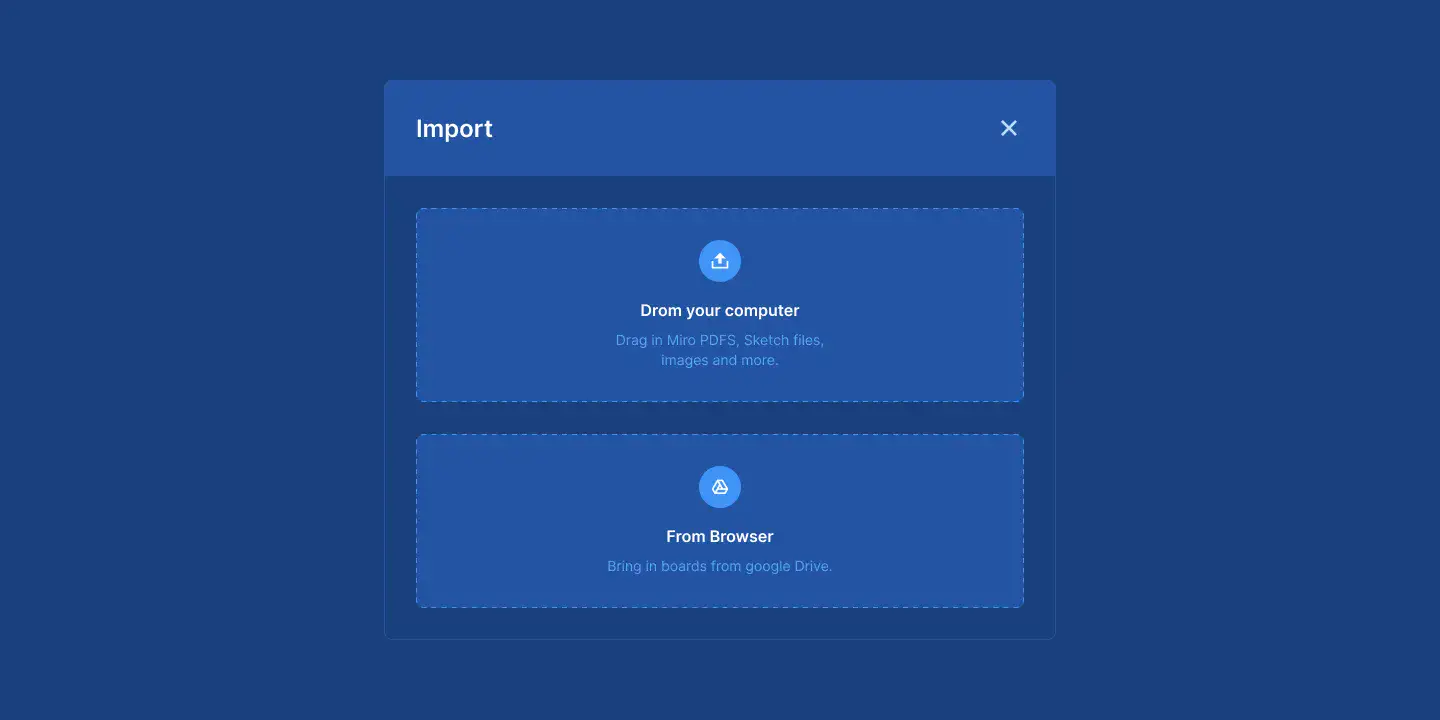 Import
Drom your computer
Drag in Miro PDFS, Sketch files,
images and more.
From Browser
Bring in boards from google Drive.